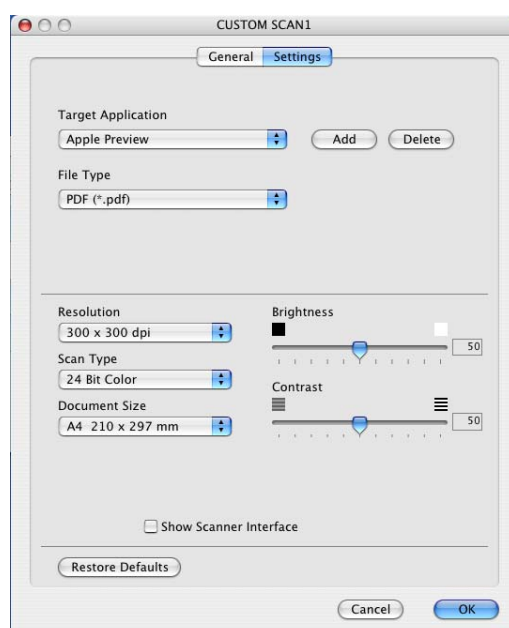 CUSTOM SCAN1
General Settings
Target Application
Apple Preview Add Delete
File Type
PDF (*.pdf)
Resolution
300 x 300 dpi
Scan Type
24 Bit Color
Document Size
A4 210 x 297 mm
Brightness
50
Contrast
50
Show Scanner Interface
Restore Defaults
Cancel OK